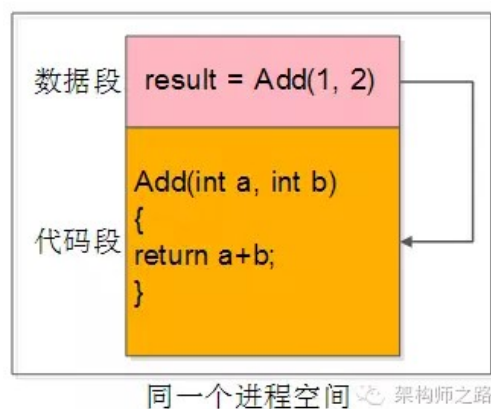 数据段
result = Add(1, 2)
代码段
Add(int a, int b)
{
return a+b;
}
同一个进程空间
架构师之路